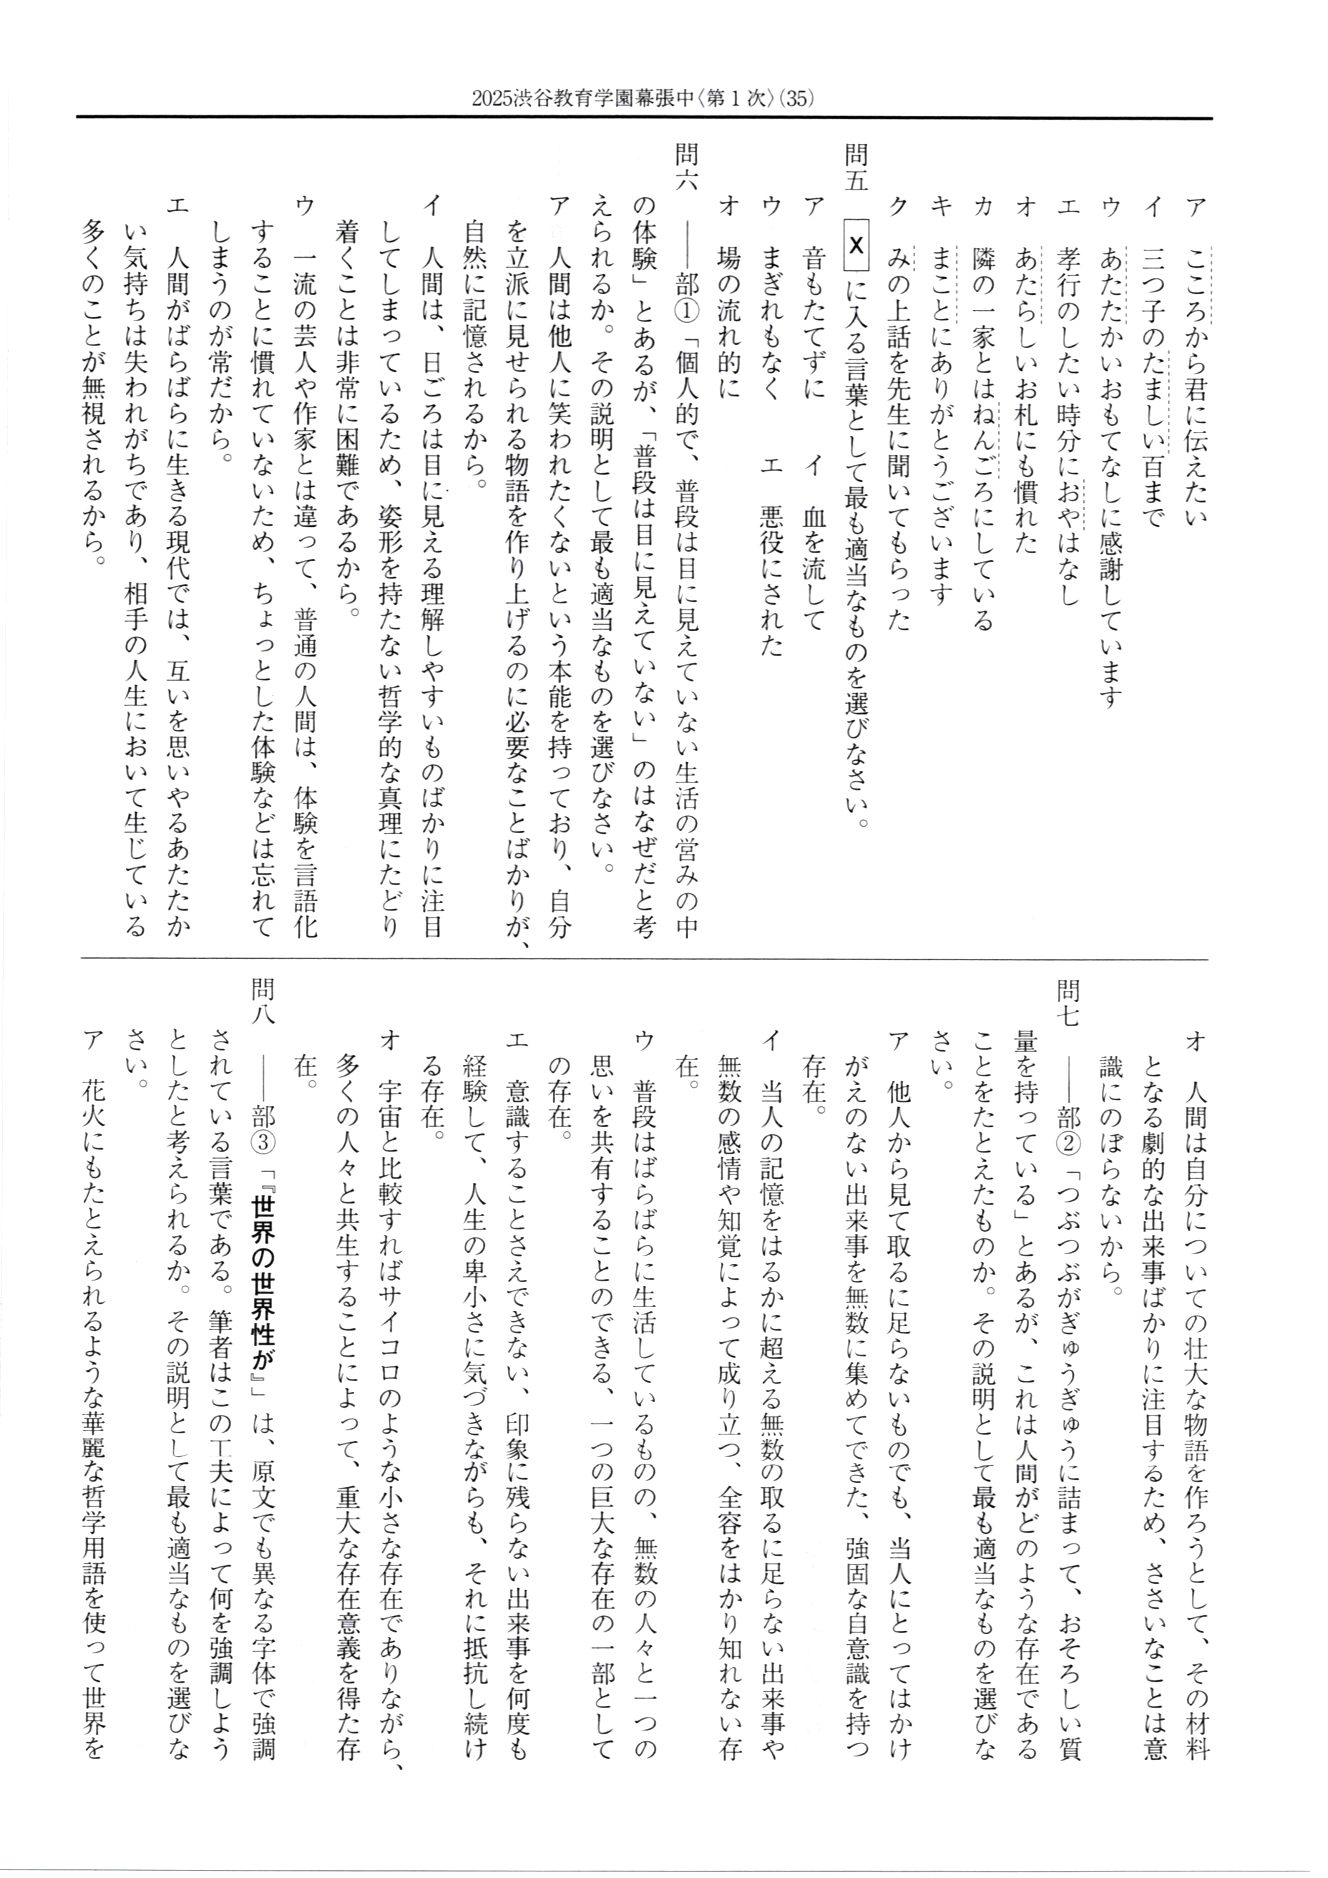 2025渋谷教育学園幕張中〈第1次〉(35)
ア　こころから君に伝えたい
イ　三つ子のたましい百まで
ウ　あたたかいおもてなしに感謝しています
エ　孝行のしたい時分におやはなし
オ　あたらしいお札にも慣れた
カ　隣の一家とはねんごろにしている
キ　まことにありがとうございます
ク　みの上話を先生に聞いてもらった
問五　Xに入る言葉として最も適当なものを選びなさい。
ア　音もたてずに　　イ　血を流して
ウ　まぎれもなく　　エ　悪役にされた
オ　場の流れ的に
問六　――部①「個人的で、普段は目に見えていない生活の営みの中
の体験」とあるが、「普段は目に見えていない」のはなぜだと考
えられるか。その説明として最も適当なものを選びなさい。
ア　人間は他人に笑われたくないという本能を持っており、自分
を立派に見せられる物語を作り上げるのに必要なことばかりが、
自然に記憶されるから。
イ　人間は、日ごろは目に見える理解しやすいものばかりに注目
してしまっているため、姿形を持たない哲学的な真理にたどり
着くことは非常に困難であるから。
ウ　一流の芸人や作家とは違って、普通の人間は、体験を言語化
することに慣れていないため、ちょっとした体験などは忘れて
しまうのが常だから。
エ　人間がばらばらに生きる現代では、互いを思いやるあたたか
い気持ちは失われがちであり、相手の人生において生じている
多くのことが無視されるから。
オ　人間は自分についての壮大な物語を作ろうとして、その材料
となる劇的な出来事ばかりに注目するため、ささいなことは意
識にのぼらないから。
問七　――部②「つぶつぶがぎゅうぎゅうに詰まって、おそろしい質
量を持っている」とあるが、これは人間がどのような存在である
ことをたとえたものか。その説明として最も適当なものを選びな
さい。
ア　他人から見て取るに足らないものでも、当人にとってはかけ
がえのない出来事を無数に集めてできた、強固な自意識を持つ
存在。
イ　当人の記憶をはるかに超える無数の取るに足らない出来事や
無数の感情や知覚によって成り立つ、全容をはかり知れない存
在。
ウ　普段はばらばらに生活しているものの、無数の人々と一つの
思いを共有することのできる、一つの巨大な存在の一部として
の存在。
エ　意識することさえできない、印象に残らない出来事を何度も
経験して、人生の卑小さに気づきながらも、それに抵抗し続け
る存在。
オ　宇宙と比較すればサイコロのような小さな存在でありながら、
多くの人々と共生することによって、重大な存在意義を得た存
在。
問八　――部③「『世界の世界性が』」は、原文でも異なる字体で強調
されている言葉である。筆者はこの工夫によって何を強調しよう
としたと考えられるか。その説明として最も適当なものを選びな
さい。
ア　花火にもたとえられるような華麗な哲学用語を使って世界を